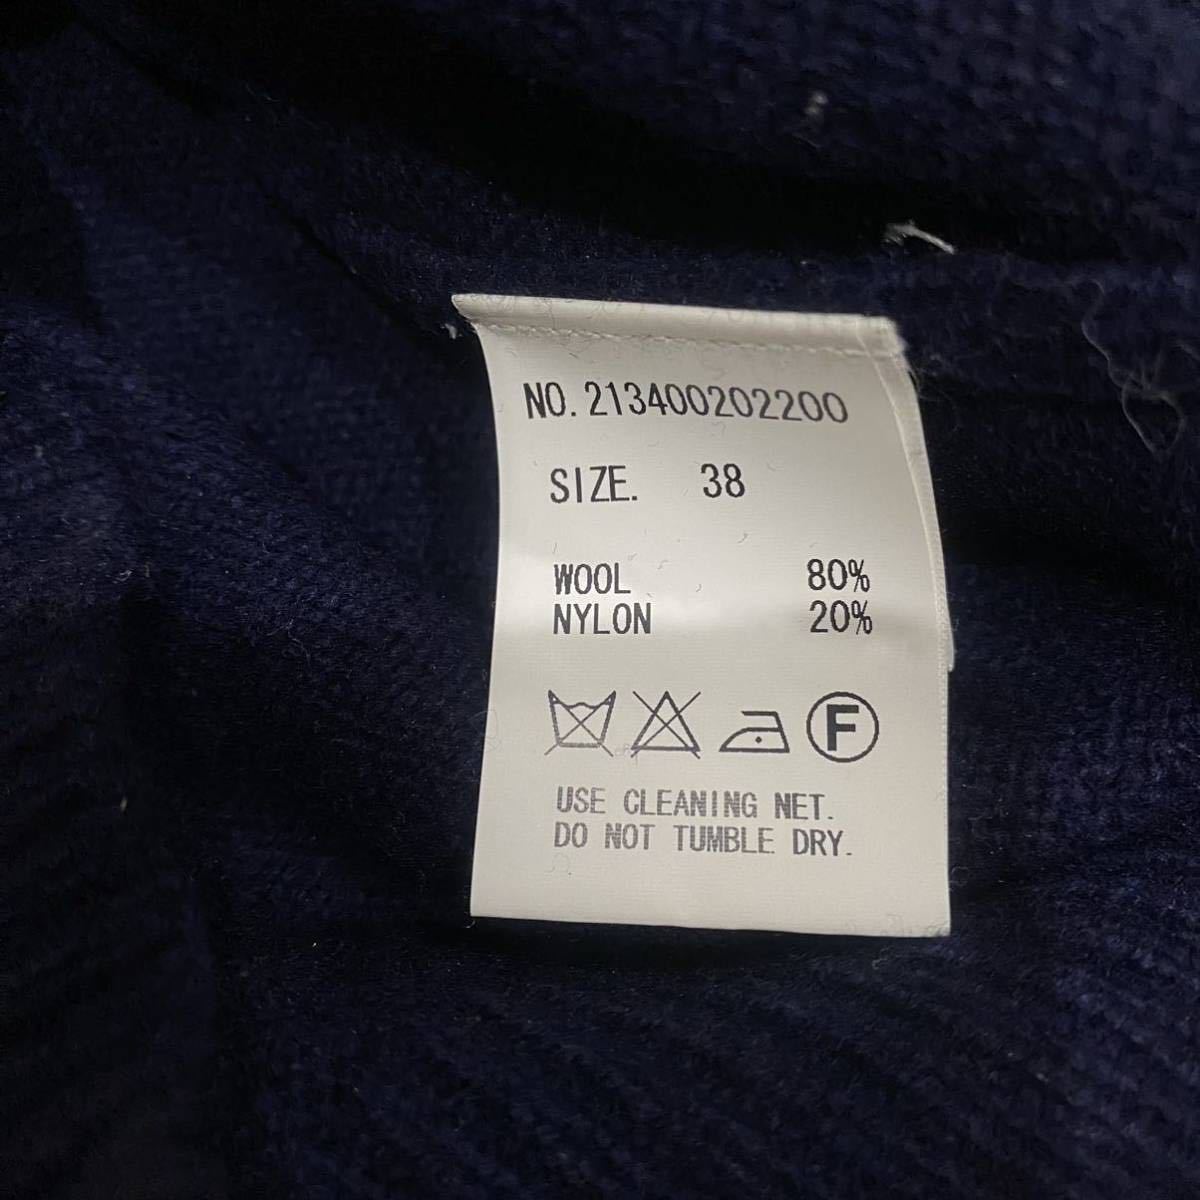 NO. 213400202200
SIZE. 38
WOOL 80%
NYLON 20%
F
USE CLEANING NET.
DO NOT TUMBLE DRY.